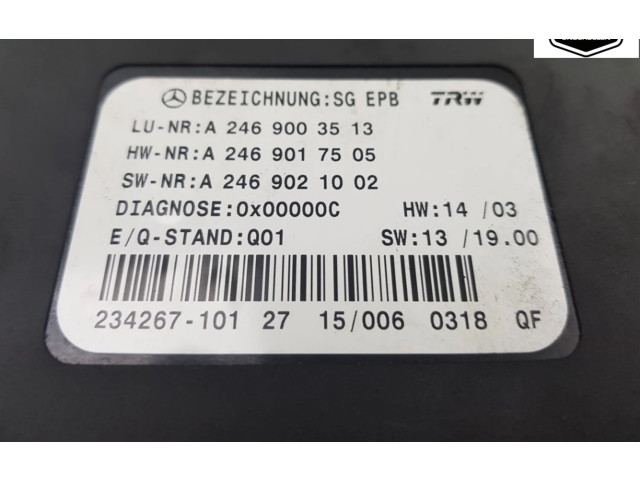 BEZEICHNUNG:SG EPB TRW
LU-NR:A 246 900 35 13
HW-NR:A 246 901 75 05
SW-NR:A 246 902 10 02
DIAGNOSE:0x00000C HW:14 /03
E/Q-STAND:Q01 SW:13 /19.00
234267-101 27 15/006 0318 QF